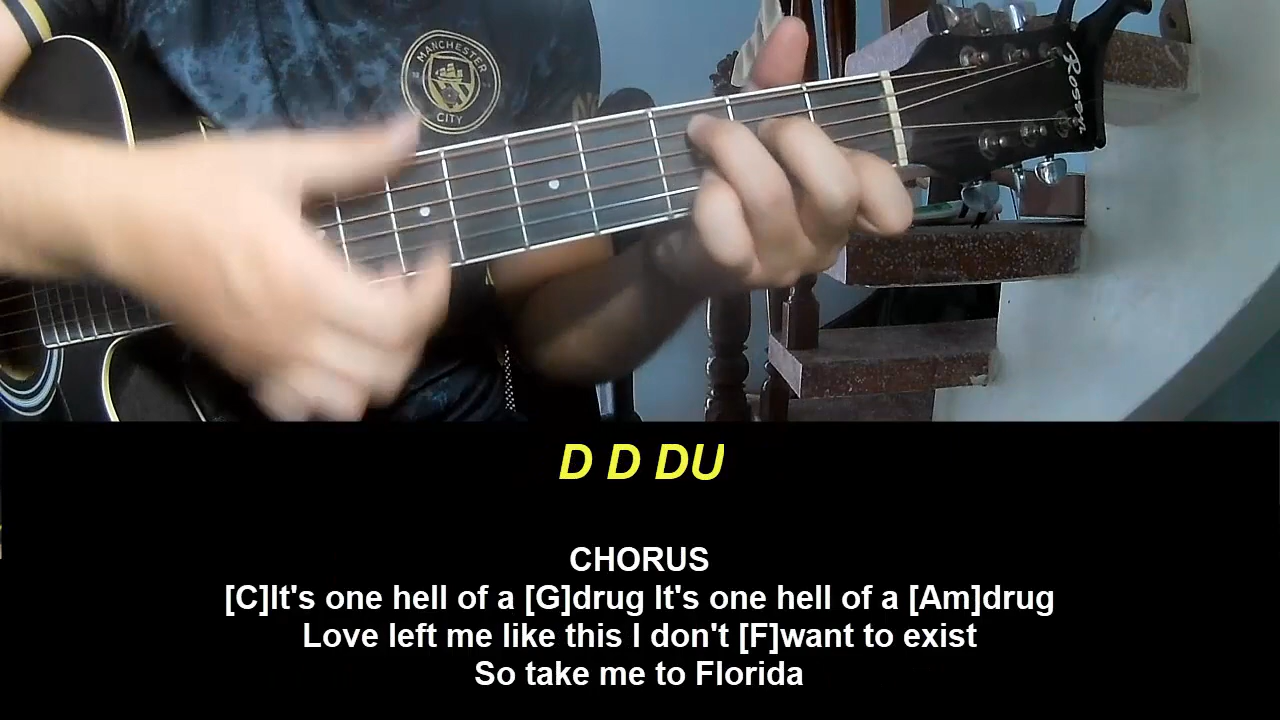 MANCHESTER
CITY
Rosen
D D DU
CHORUS
[C]It's one hell of a [G]drug It's one hell of a [Am]drug
Love left me like this I don't [F]want to exist
So take me to Florida